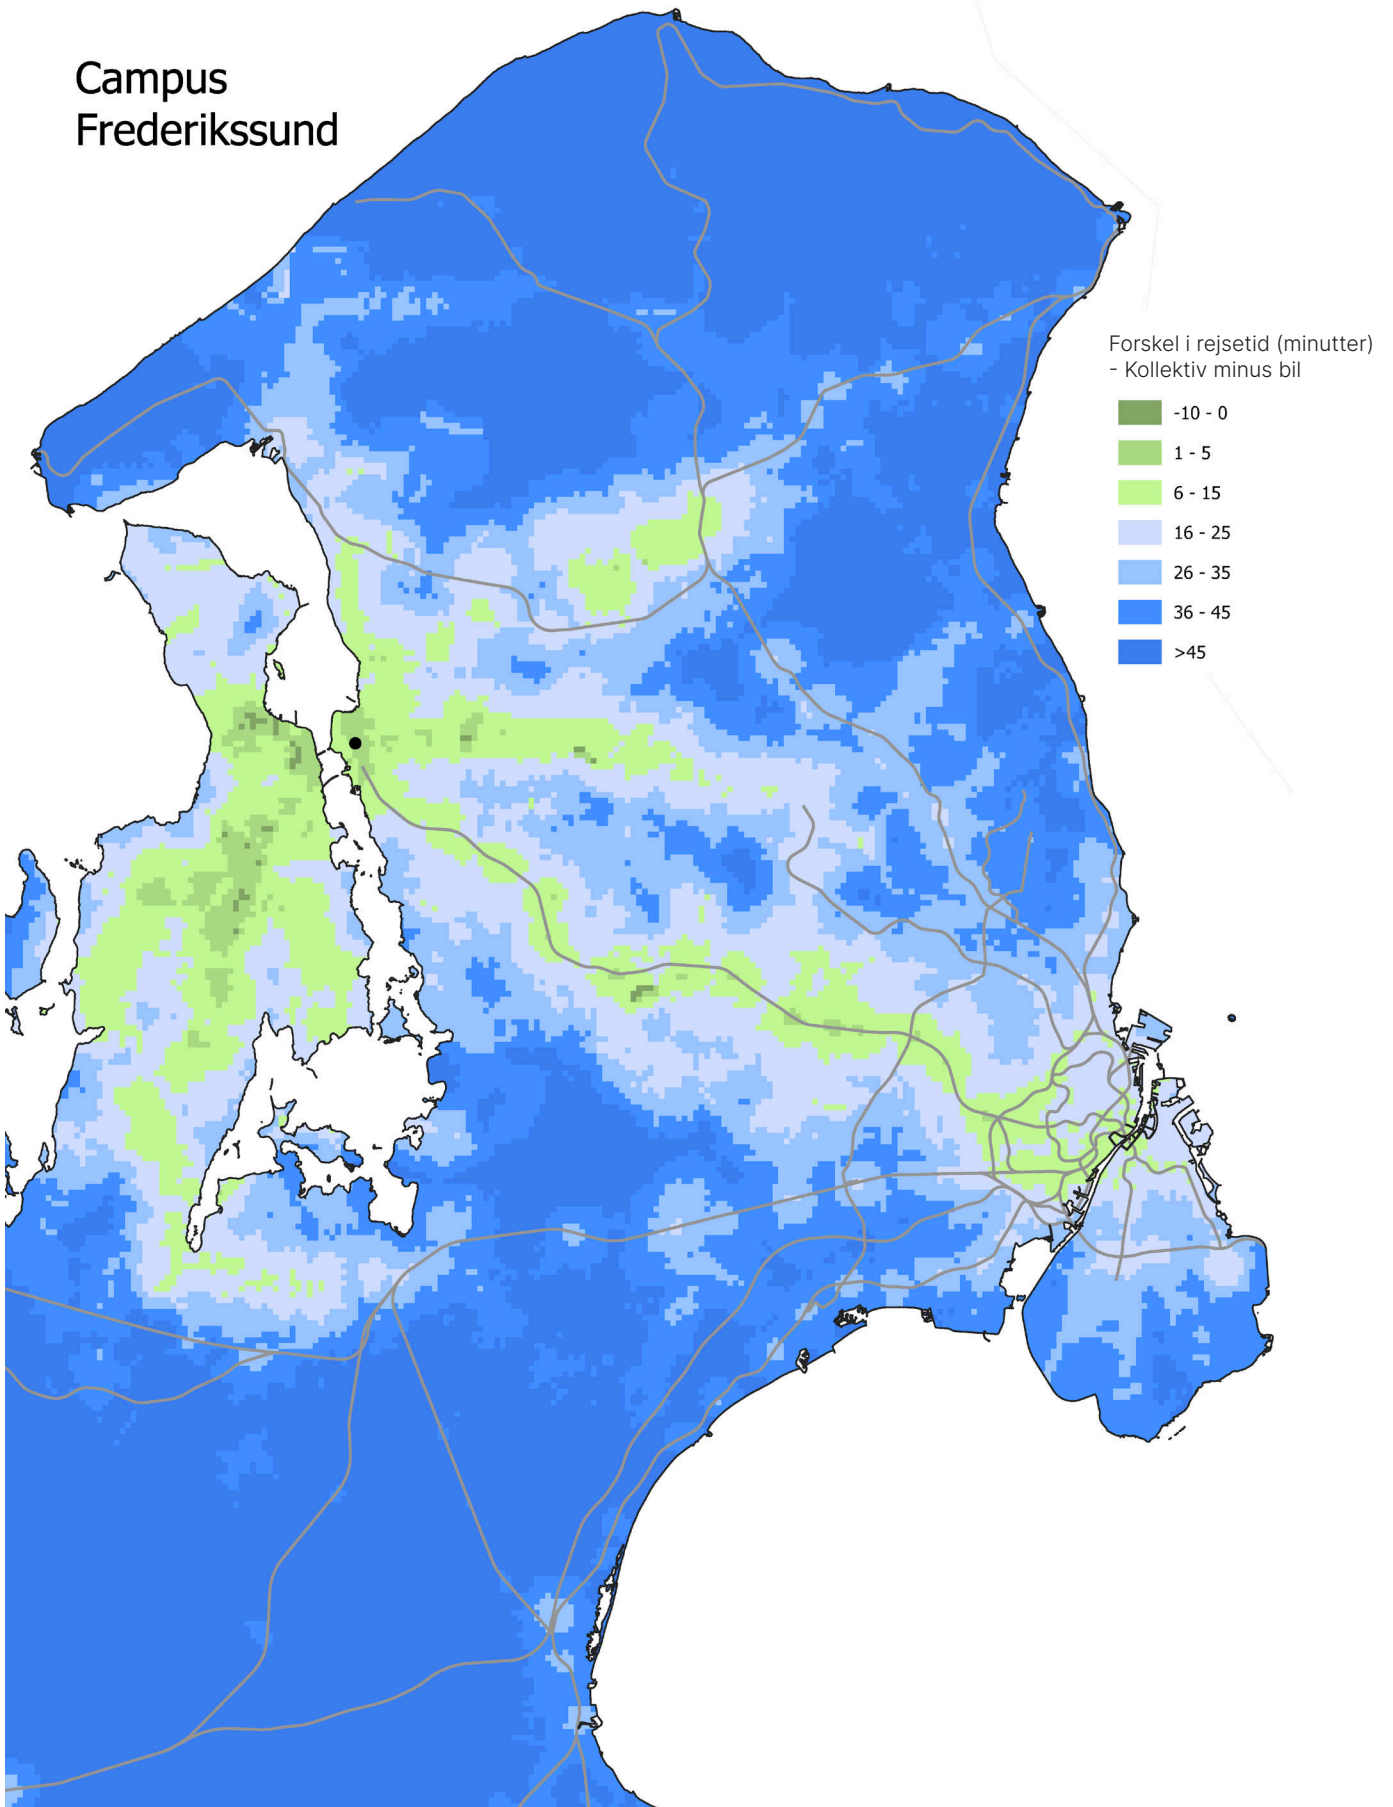 Campus
Frederikssund
Forskel i rejsetid (minutter)
- Kollektiv minus bil
-10 - 0
1 - 5
6 - 15
16 - 25
26 - 35
36 - 45
>45